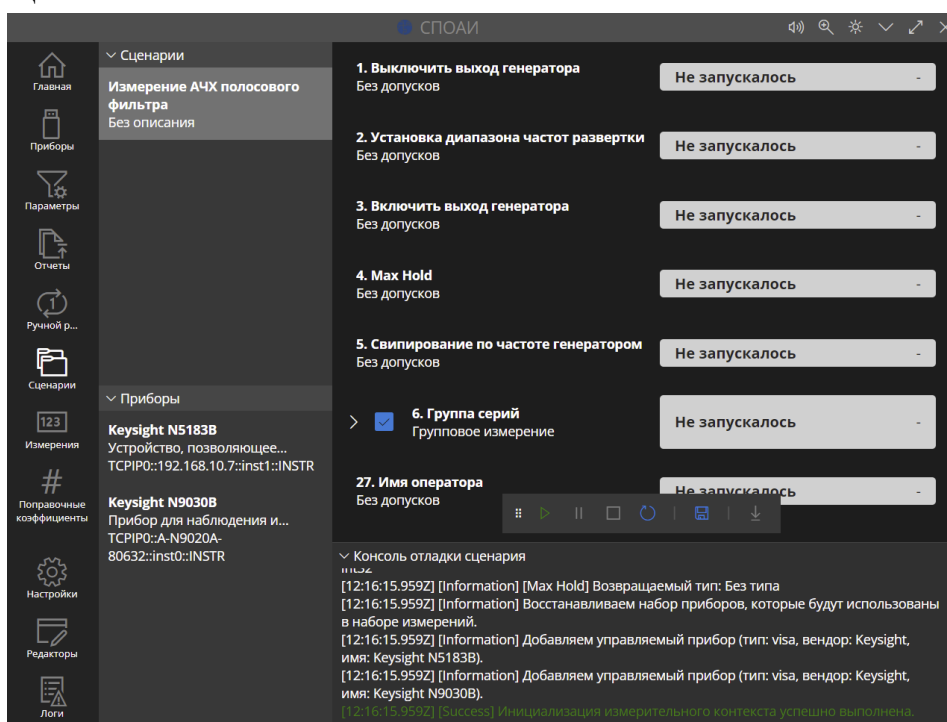 СПОАИ
Главная
Приборы
Параметры
Отчеты
1
Ручной р...
Сценарии
123
Измерения
Поправочные
коэффициенты
Настройки
Редакторы
Логи
Сценарии
Измерение АЧХ полосового
фильтра
Без описания
Приборы
Keysight N5183B
Устройство, позволяющее...
TCPIP0::192.168.10.7::inst1::INSTR
Keysight N9030B
Прибор для наблюдения и...
TCPIP0::A-N9020A-
80632::inst0::INSTR
1. Выключить выход генератора
Без допусков
Не запускалось -
2. Установка диапазона частот развертки
Без допусков
Не запускалось -
3. Включить выход генератора
Без допусков
Не запускалось -
4. Max Hold
Без допусков
Не запускалось -
5. Свипирование по частоте генератором
Без допусков
Не запускалось -
6. Группа серий
Групповое измерение
Не запускалось -
27. Имя оператора
Без допусков
Не запускалось -
Консоль отладки сценария
Int32
[12:16:15.959Z] [Information] [Max Hold] Возвращаемый тип: Без типа
[12:16:15.959Z] [Information] Восстанавливаем набор приборов, которые будут использованы
в наборе измерений.
[12:16:15.959Z] [Information] Добавляем управляемый прибор (тип: visa, вендор: Keysight,
имя: Keysight N5183B).
[12:16:15.959Z] [Information] Добавляем управляемый прибор (тип: visa, вендор: Keysight,
имя: Keysight N9030B).
[12:16:15.959Z] [Success] Инициализация измерительного контекста успешно выполнена.